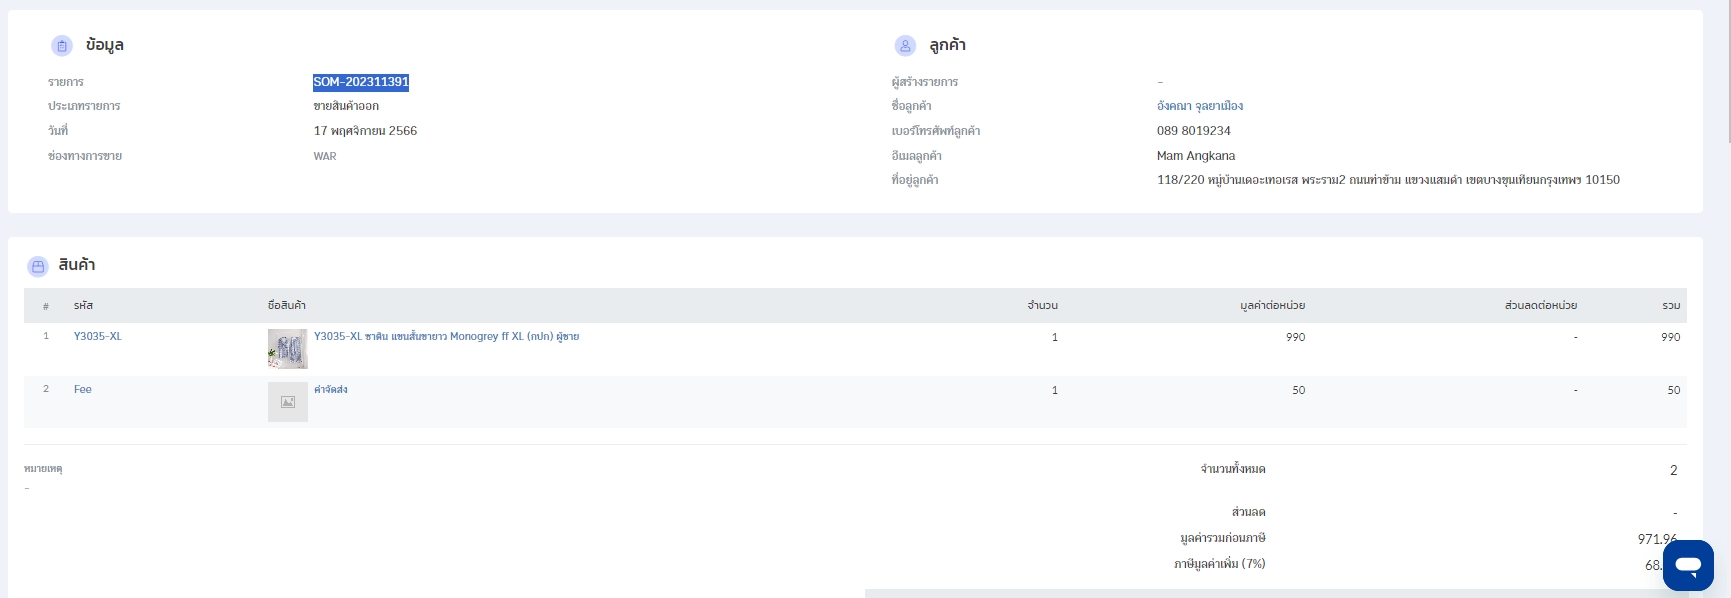 ข้อมูล
รายการ SOM-202311391
ประเภทรายการ ขายสินค้าออก
วันที่ 17 พฤศจิกายน 2566
ช่องทางการขาย WAR
ลูกค้า
ผู้สร้างรายการ -
ชื่อลูกค้า อังคณา จุลยาเมือง
เบอร์โทรศัพท์ลูกค้า 089 8019234
อีเมลลูกค้า Mam Angkana
ที่อยู่ลูกค้า 118/220 หมู่บ้านเดอะเทอเรส พระราม2 ถนนท่าข้าม แขวงแสมดำ เขตบางขุนเทียนกรุงเทพฯ 10150
สินค้า
# รหัส ชื่อสินค้า จำนวน มูลค่าต่อหน่วย ส่วนลดต่อหน่วย รวม
1 Y3035-XL Y3035-XL ซาติน แขนสั้นขายาว Monogrey ff XL (กปก) ผู้ชาย 1 990 - 990
2 Fee ค่าจัดส่ง 1 50 - 50
หมายเหตุ
-
จำนวนทั้งหมด 2
ส่วนลด -
มูลค่ารวมก่อนภาษี 971.96
ภาษีมูลค่าเพิ่ม (7%) 68.